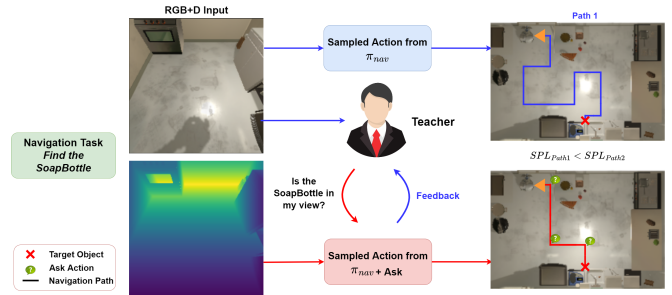 RGB+D Input
Path 1
Sampled Action from
π_nav
Navigation Task
Find the
SoapBottle
Teacher
SPL_Path1 < SPL_Path2
Is the
SoapBottle in
my view?
Feedback
?
?
?
Target Object
? Ask Action
Navigation Path
Sampled Action from
π_nav + Ask